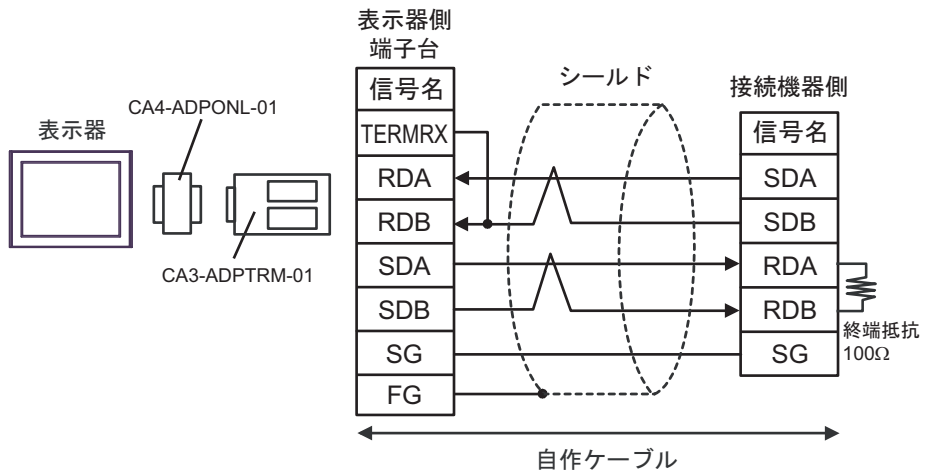 表示器
CA4-ADPONL-01
CA3-ADPTRM-01
表示器側
端子台
信号名
TERMRX
RDA
RDB
SDA
SDB
SG
FG
シールド
接続機器側
信号名
SDA
SDB
RDA
RDB
SG
終端抵抗
100Ω
自作ケーブル